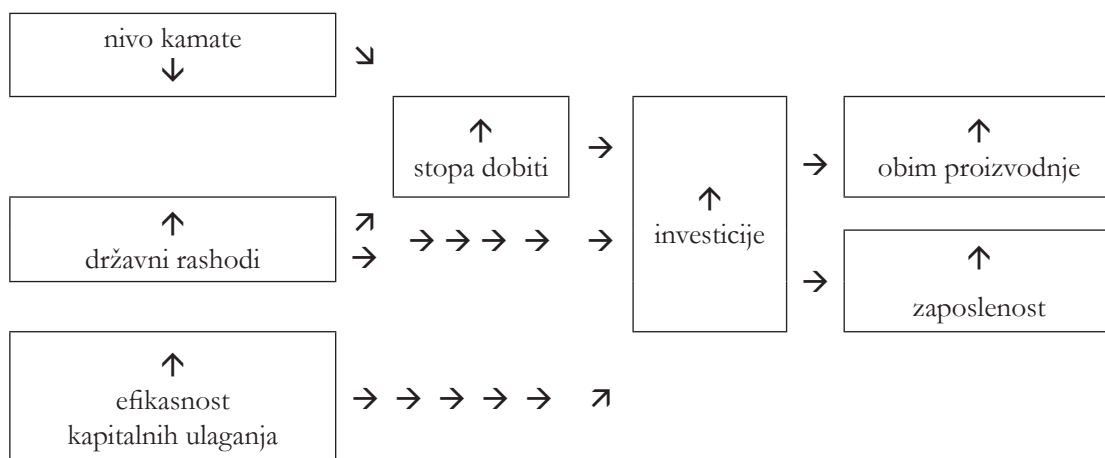 nivo kamate
↓
↘
↑
stopa dobiti
→
↑
investicije
→
↑
obim proizvodnje
↑
državni rashodi
↗
→
→ → → → →
→
↑
zaposlenost
↑
efikasnost
kapitalnih ulaganja
→ → → → → ↗